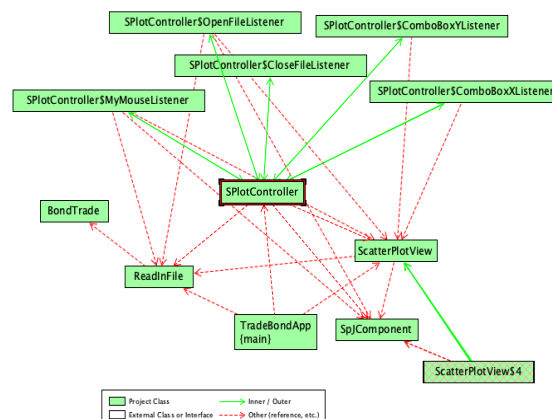 SPlotController$OpenFileListener
SPlotController$ComboBoxYListener
SPlotController$CloseFileListener
SPlotController$ComboBoxXListener
SPlotController$MyMouseListener
SPlotController
BondTrade
ScatterPlotView
ReadInFile
TradeBondApp
{main}
SpJComponent
ScatterPlotView$4
Project Class
Inner / Outer
External Class or Interface
Other (reference, etc.)